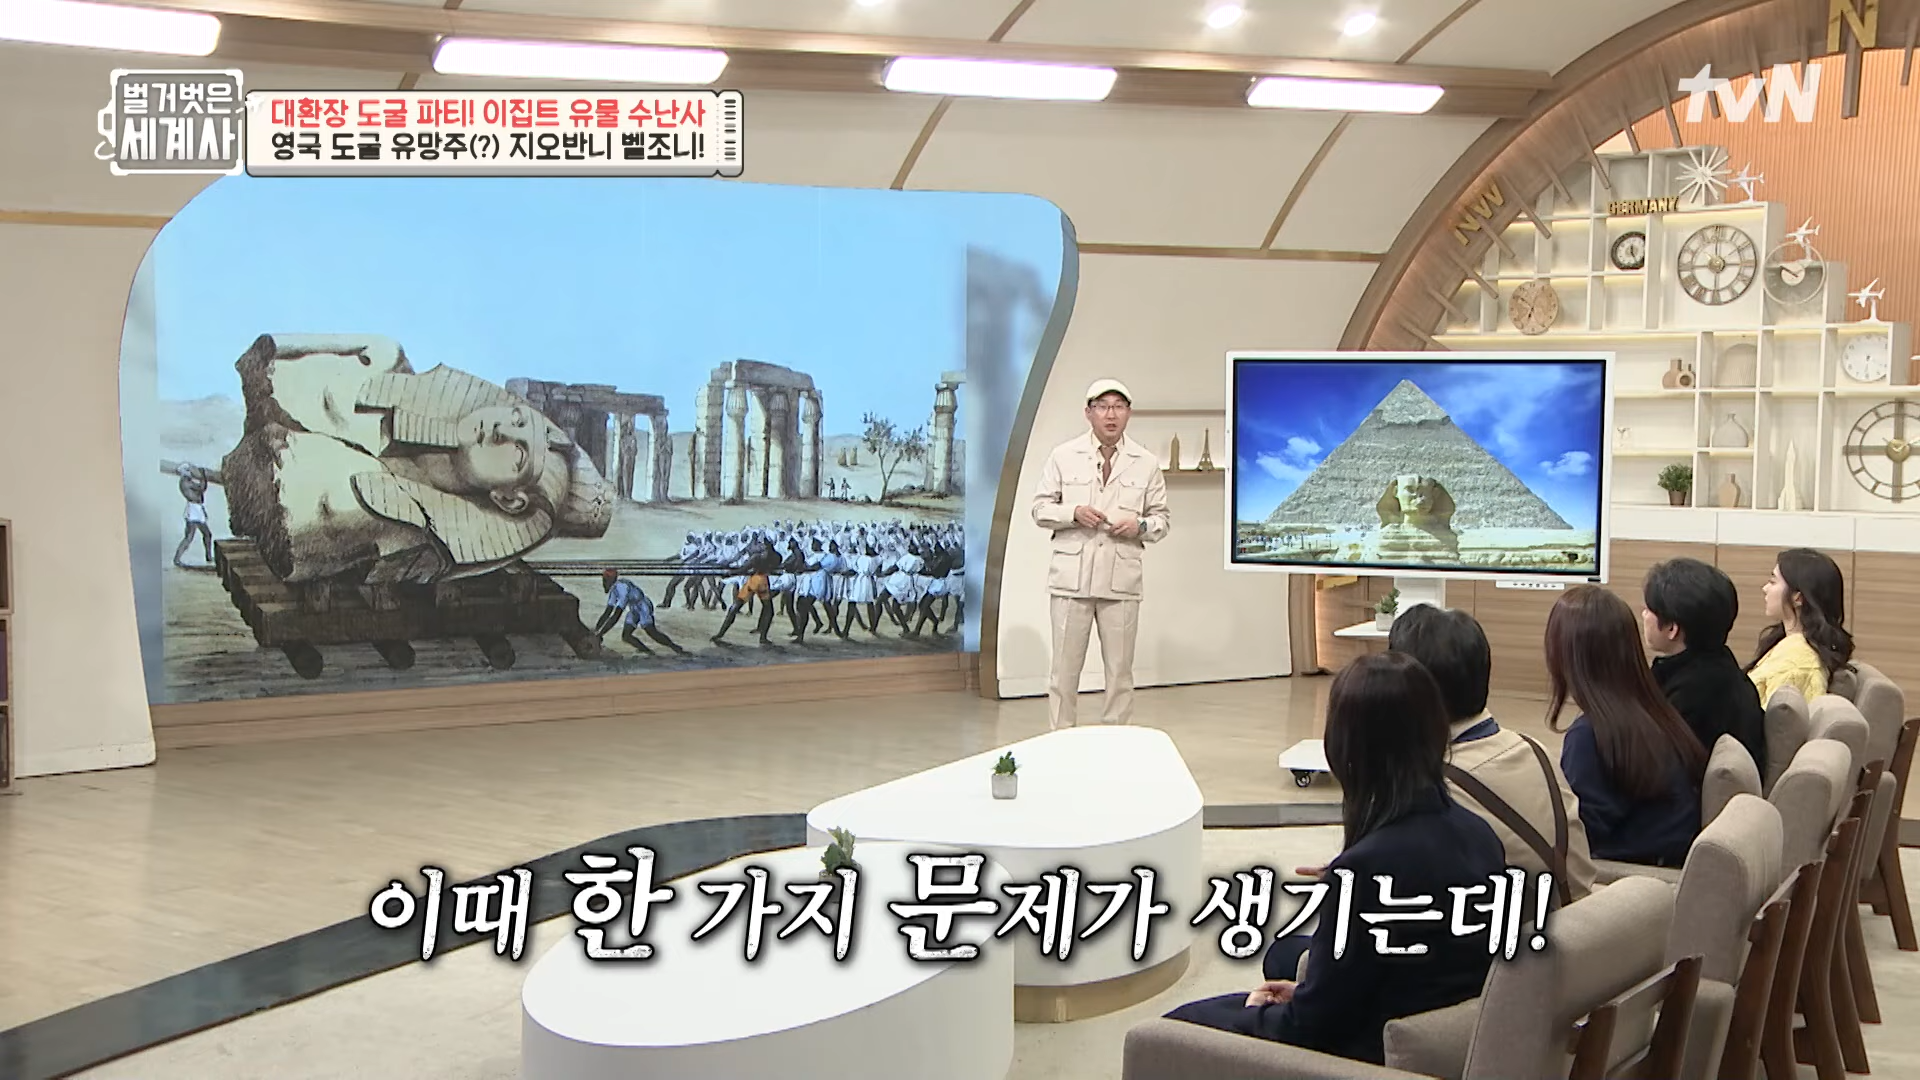 벌거벗은
세계사
대환장 도굴 파티! 이집트 유물 수난사
영국 도굴 유망주(?) 지오반니 벨조니!
tvN
N
NW
GERMANY
이때 한 가지 문제가 생기는데!